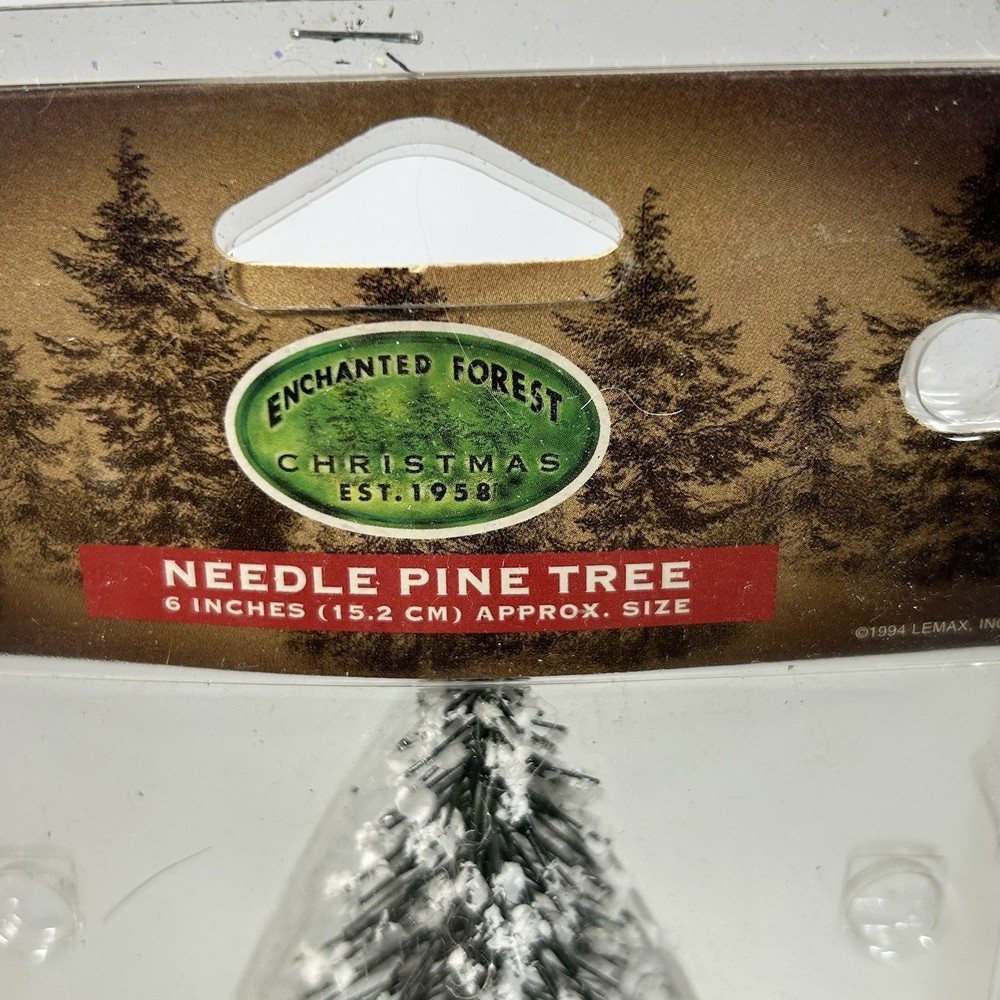 ENCHANTED FOREST
CHRISTMAS
EST. 1958
NEEDLE PINE TREE
6 INCHES (15.2 CM) APPROX. SIZE
©1994 LEMAX, INC